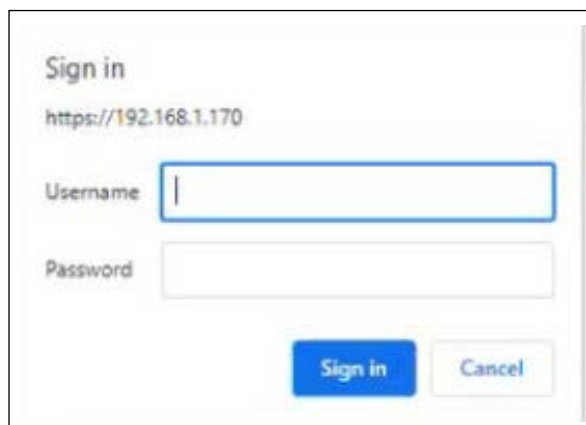 Sign in
https://192.168.1.170
Username
Password
Sign in Cancel